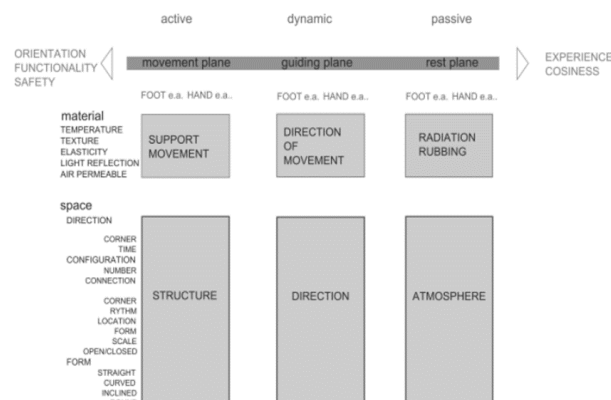 active dynamic passive
ORIENTATION
FUNCTIONALITY
SAFETY
movement plane guiding plane rest plane
EXPERIENCE
COSINESS
FOOT e.a. HAND e.a.. FOOT e.a. HAND e.a.. FOOT e.a. HAND e.a..
material
TEMPERATURE
TEXTURE
ELASTICITY
LIGHT REFLECTION
AIR PERMEABLE
SUPPORT
MOVEMENT
DIRECTION
OF
MOVEMENT
RADIATION
RUBBING
space
DIRECTION
CORNER
TIME
CONFIGURATION
NUMBER
CONNECTION
CORNER
RYTHM
LOCATION
FORM
SCALE
OPEN/CLOSED
FORM
STRAIGHT
CURVED
INCLINED
STRUCTURE
DIRECTION
ATMOSPHERE